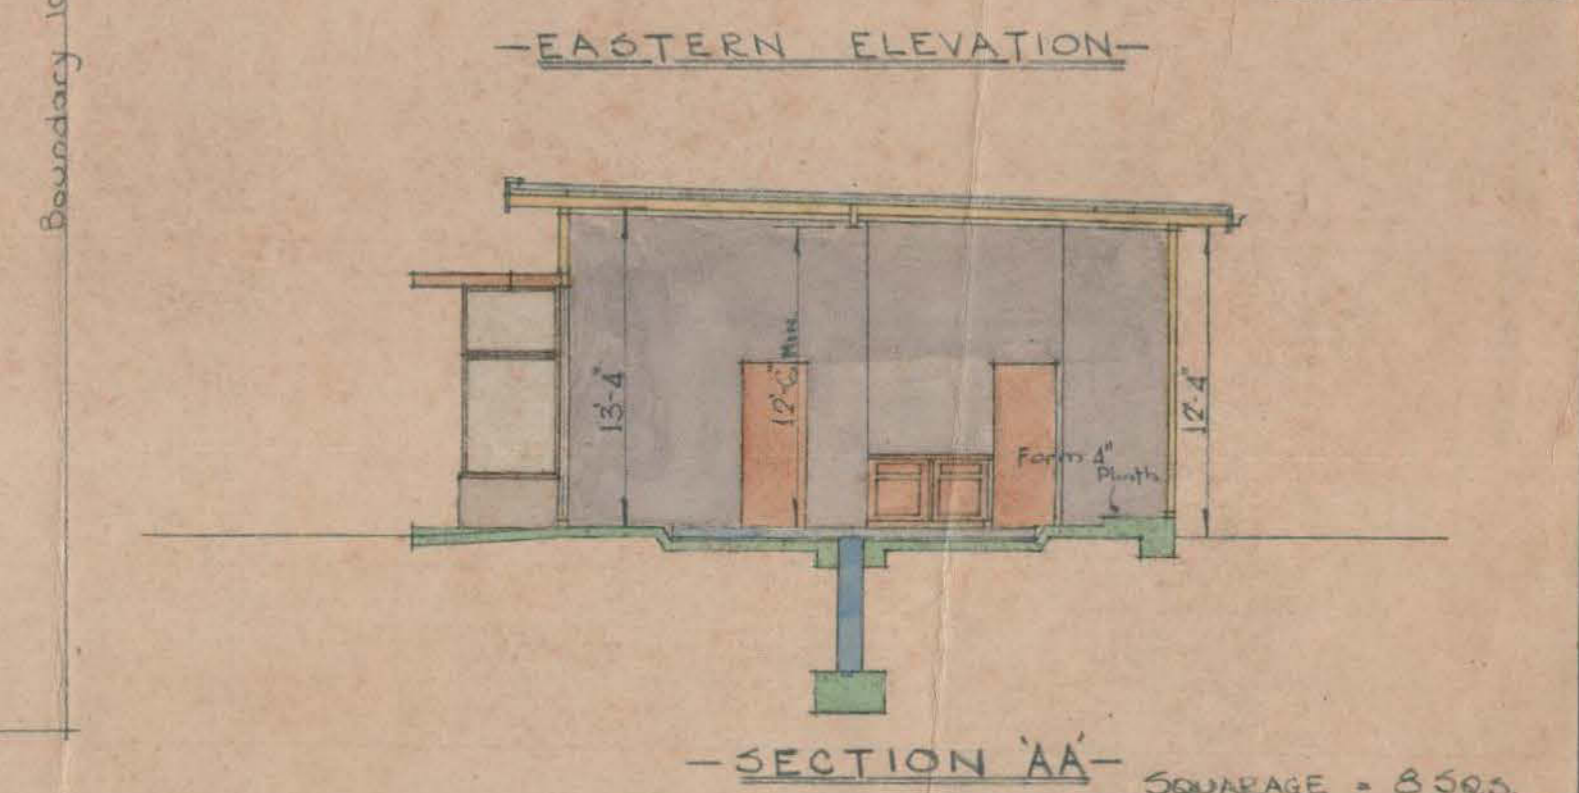 Boundary
-EASTERN ELEVATION-
13'-4"
12'-6" Min.
12'-4"
Form 4"
Plinth
-SECTION 'AA'-
SQUARAGE = 8 SQS.